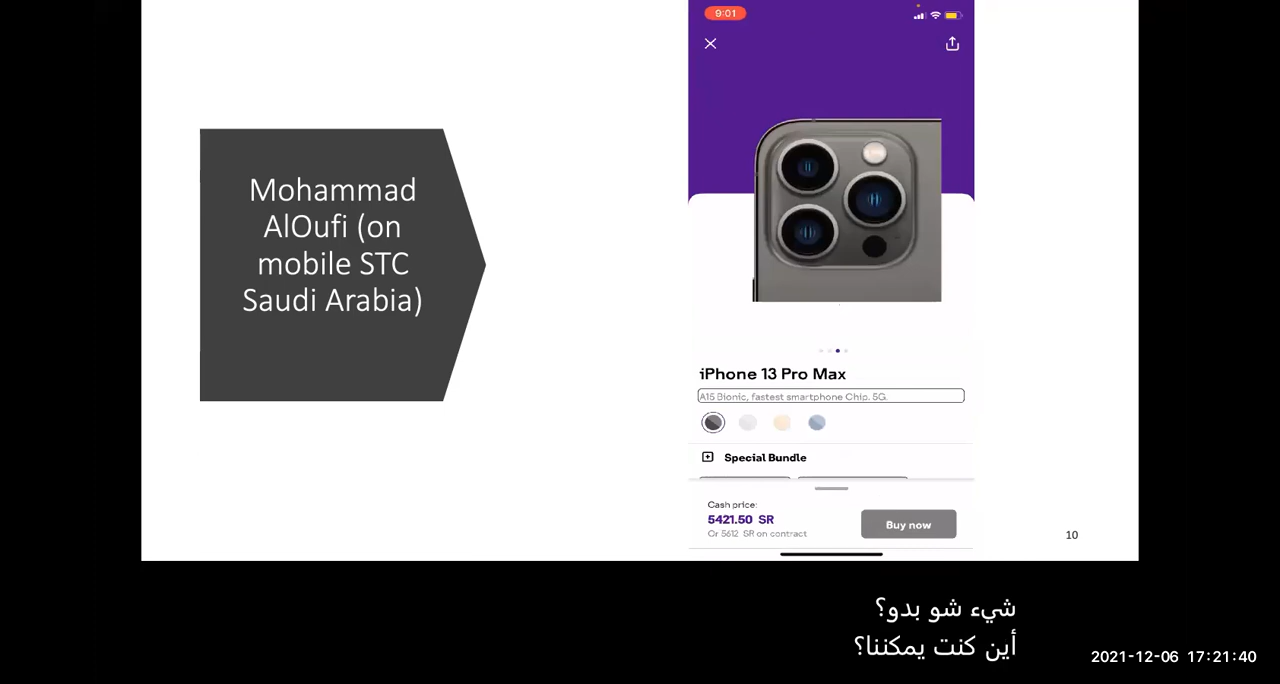 Mohammad
AlOufi (on
mobile STC
Saudi Arabia)
9:01
iPhone 13 Pro Max
A15 Bionic, fastest smartphone Chip. 5G.
Special Bundle
Cash price:
5421.50 SR
Or 5612 SR on contract
Buy now
10
شيء شو بدو؟
أين كنت يمكننا؟
2021-12-06 17:21:40